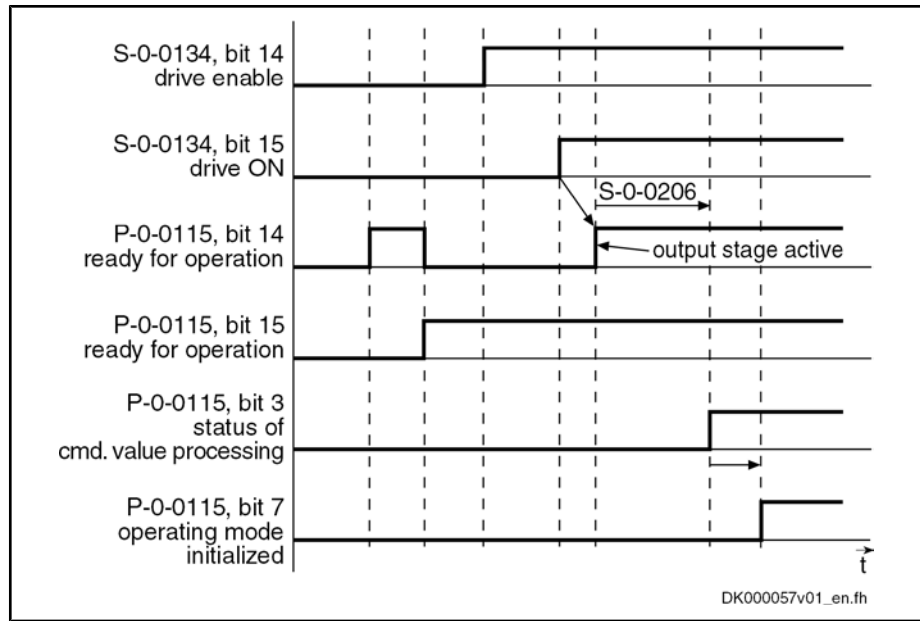 S-0-0134, bit 14
drive enable
S-0-0134, bit 15
drive ON
S-0-0206
P-0-0115, bit 14
ready for operation
output stage active
P-0-0115, bit 15
ready for operation
P-0-0115, bit 3
status of
cmd. value processing
P-0-0115, bit 7
operating mode
initialized
t
DK000057v01_en.fh